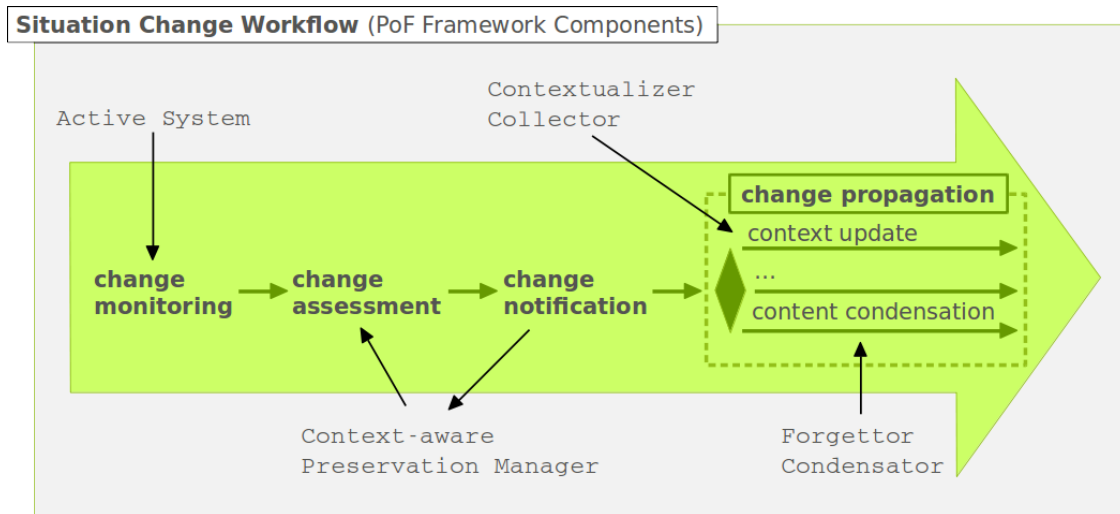 Situation Change Workflow (PoF Framework Components)
Active System
Contextualizer
Collector
change propagation
context update
...
content condensation
change
monitoring
change
assessment
change
notification
Context-aware
Preservation Manager
Forgettor
Condensator